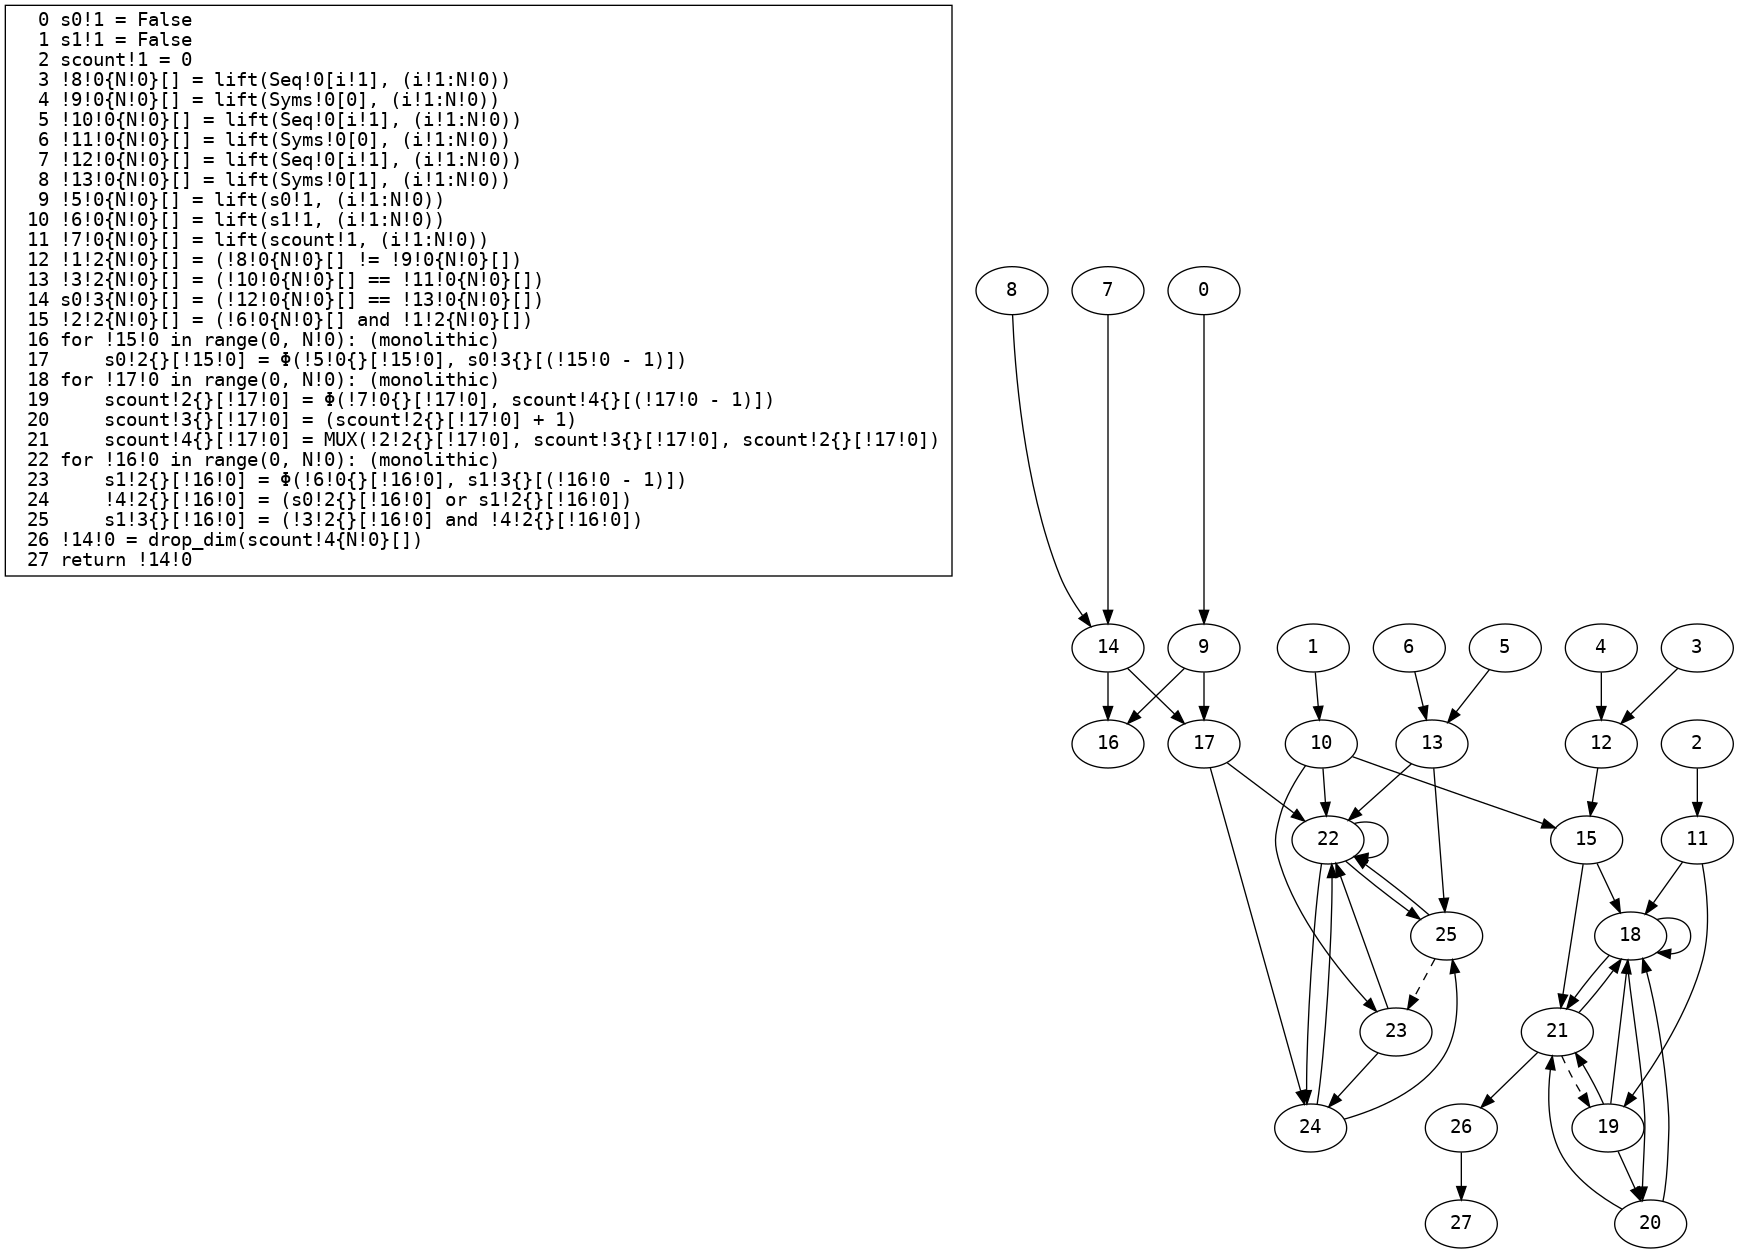 0 s0!1 = False
1 s1!1 = False
2 scount!1 = 0
3 !8!0{N!0}[] = lift(Seq!0[i!1], (i!1:N!0))
4 !9!0{N!0}[] = lift(Syms!0[0], (i!1:N!0))
5 !10!0{N!0}[] = lift(Seq!0[i!1], (i!1:N!0))
6 !11!0{N!0}[] = lift(Syms!0[0], (i!1:N!0))
7 !12!0{N!0}[] = lift(Seq!0[i!1], (i!1:N!0))
8 !13!0{N!0}[] = lift(Syms!0[1], (i!1:N!0))
9 !5!0{N!0}[] = lift(s0!1, (i!1:N!0))
10 !6!0{N!0}[] = lift(s1!1, (i!1:N!0))
11 !7!0{N!0}[] = lift(scount!1, (i!1:N!0))
12 !1!2{N!0}[] = (!8!0{N!0}[] != !9!0{N!0}[])
13 !3!2{N!0}[] = (!10!0{N!0}[] == !11!0{N!0}[])
14 s0!3{N!0}[] = (!12!0{N!0}[] == !13!0{N!0}[])
15 !2!2{N!0}[] = (!6!0{N!0}[] and !1!2{N!0}[])
16 for !15!0 in range(0, N!0): (monolithic)
17     s0!2{}[!15!0] = Φ(!5!0{}[!15!0], s0!3{}[(!15!0 - 1)])
18 for !17!0 in range(0, N!0): (monolithic)
19     scount!2{}[!17!0] = Φ(!7!0{}[!17!0], scount!4{}[(!17!0 - 1)])
20     scount!3{}[!17!0] = (scount!2{}[!17!0] + 1)
21     scount!4{}[!17!0] = MUX(!2!2{}[!17!0], scount!3{}[!17!0], scount!2{}[!17!0])
22 for !16!0 in range(0, N!0): (monolithic)
23     s1!2{}[!16!0] = Φ(!6!0{}[!16!0], s1!3{}[(!16!0 - 1)])
24     !4!2{}[!16!0] = (s0!2{}[!16!0] or s1!2{}[!16!0])
25     s1!3{}[!16!0] = (!3!2{}[!16!0] and !4!2{}[!16!0])
26 !14!0 = drop_dim(scount!4{N!0}[])
27 return !14!0
8 7 0
14 9 1 6 5 4 3
16 17 10 13 12 2
22 15 11
25 18
23 21
24 26 19
27 20